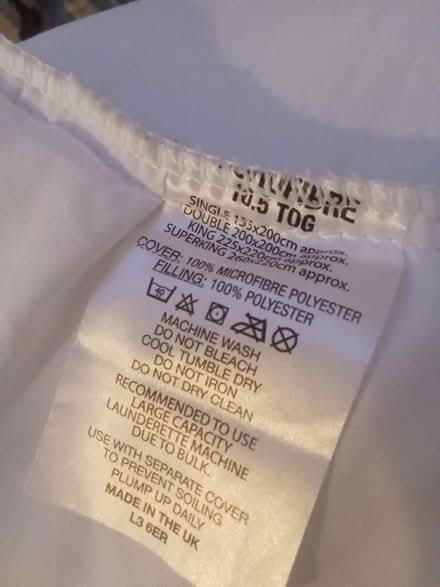 10.5 TOG
SINGLE 135x200cm approx.
DOUBLE 200x200cm approx.
KING 225x220cm approx.
SUPERKING 260x220cm approx.
COVER: 100% MICROFIBRE POLYESTER
FILLING: 100% POLYESTER
40
MACHINE WASH
DO NOT BLEACH
COOL TUMBLE DRY
DO NOT IRON
DO NOT DRY CLEAN
RECOMMENDED TO USE
LARGE CAPACITY
LAUNDERETTE MACHINE
DUE TO BULK.
USE WITH SEPARATE COVER
TO PREVENT SOILING
PLUMP UP DAILY
MADE IN THE UK
L3 6ER